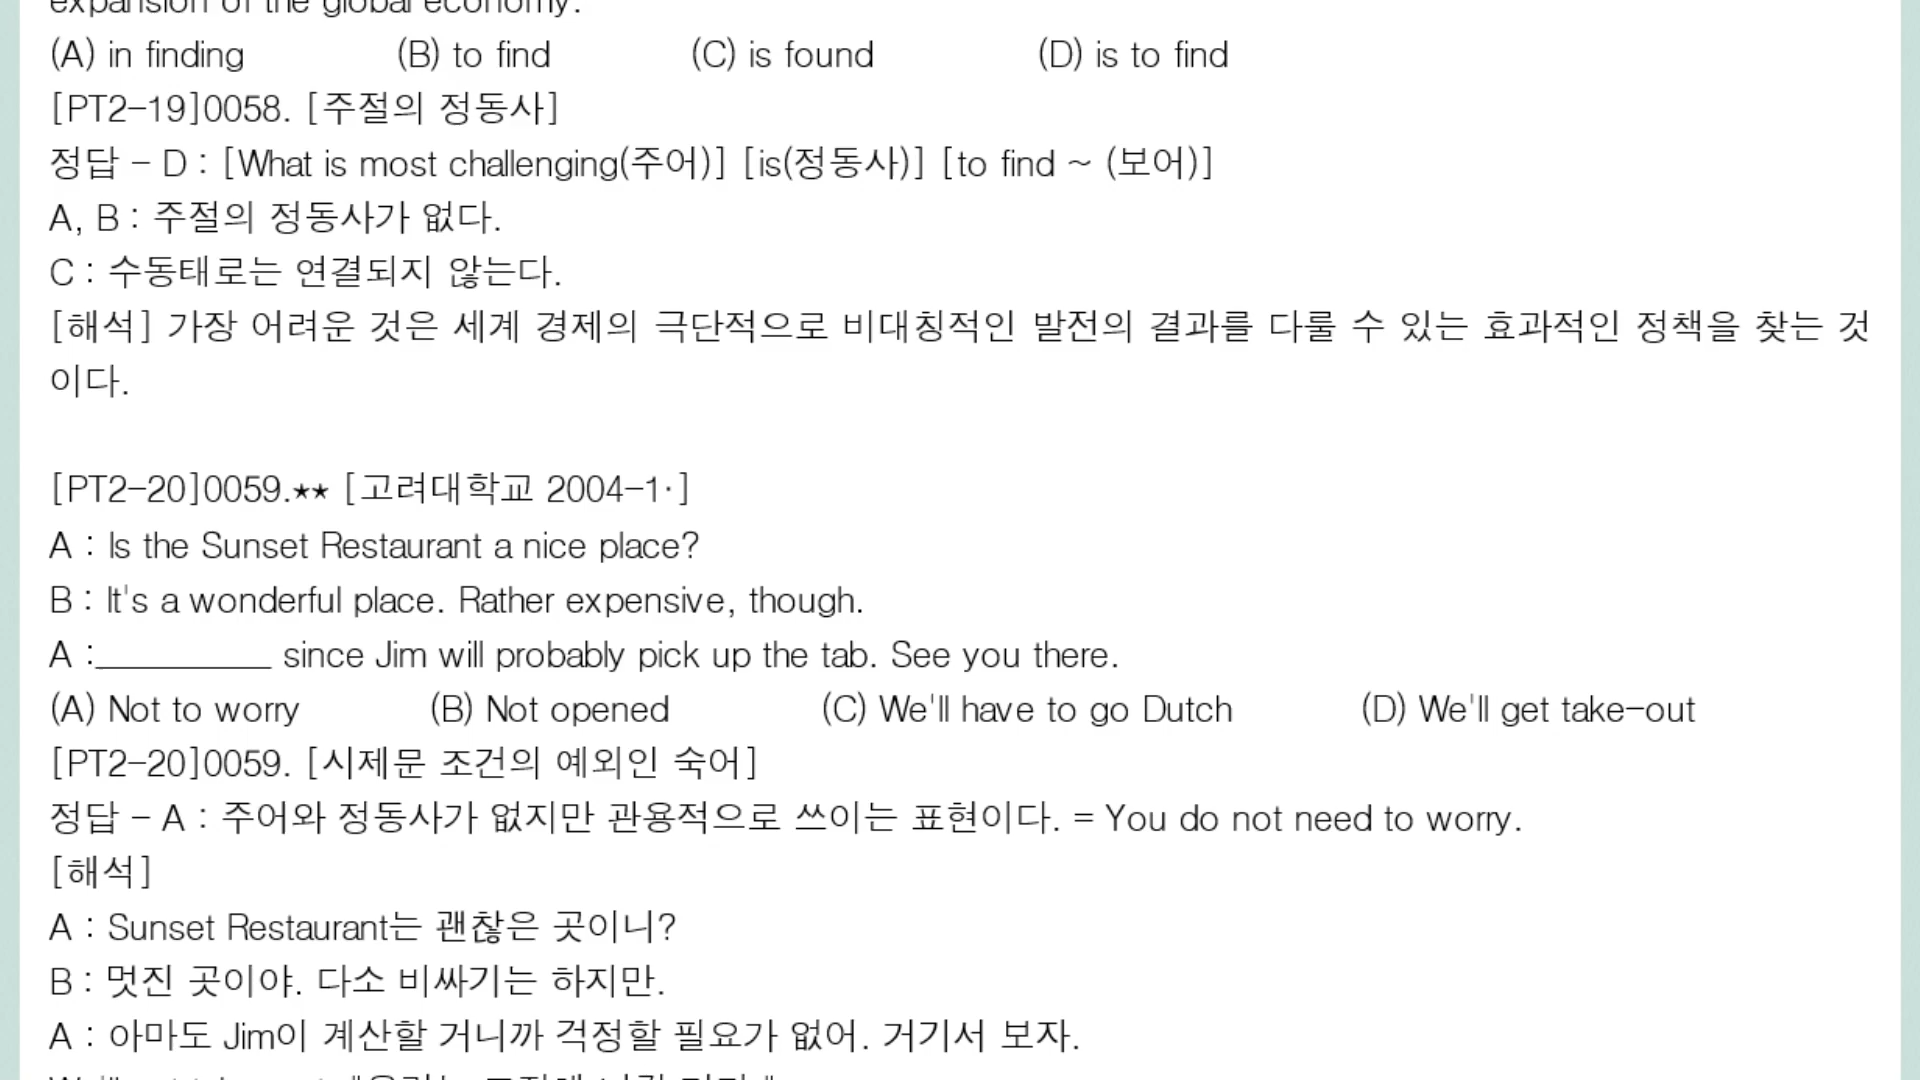 expansion of the global economy.
(A) in finding (B) to find (C) is found (D) is to find
[PT2-19]0058. [주절의 정동사]
정답 - D : [What is most challenging(주어)] [is(정동사)] [to find ~ (보어)]
A, B : 주절의 정동사가 없다.
C : 수동태로는 연결되지 않는다.
[해석] 가장 어려운 것은 세계 경제의 극단적으로 비대칭적인 발전의 결과를 다룰 수 있는 효과적인 정책을 찾는 것
이다.
[PT2-20]0059.★★ [고려대학교 2004-1·]
A : Is the Sunset Restaurant a nice place?
B : It's a wonderful place. Rather expensive, though.
A :__________ since Jim will probably pick up the tab. See you there.
(A) Not to worry (B) Not opened (C) We'll have to go Dutch (D) We'll get take-out
[PT2-20]0059. [시제문 조건의 예외인 숙어]
정답 - A : 주어와 정동사가 없지만 관용적으로 쓰이는 표현이다. = You do not need to worry.
[해석]
A : Sunset Restaurant는 괜찮은 곳이니?
B : 멋진 곳이야. 다소 비싸기는 하지만.
A : 아마도 Jim이 계산할 거니까 걱정할 필요가 없어. 거기서 보자.